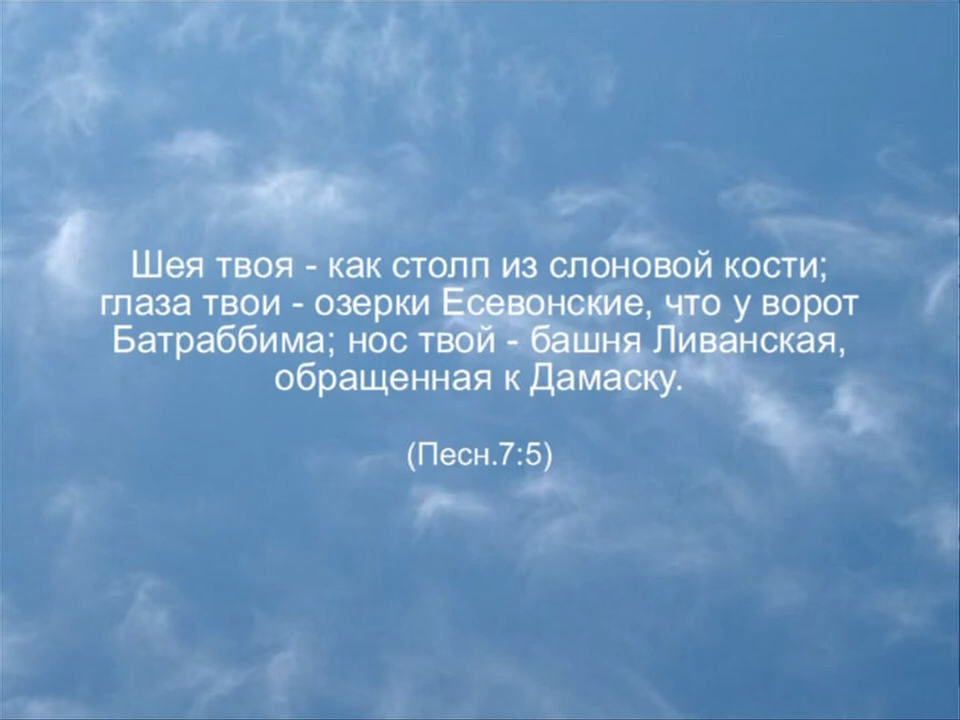 Шея твоя - как столп из слоновой кости;
глаза твои - озерки Есевонские, что у ворот
Батраббима; нос твой - башня Ливанская,
обращенная к Дамаску.
(Песн.7:5)